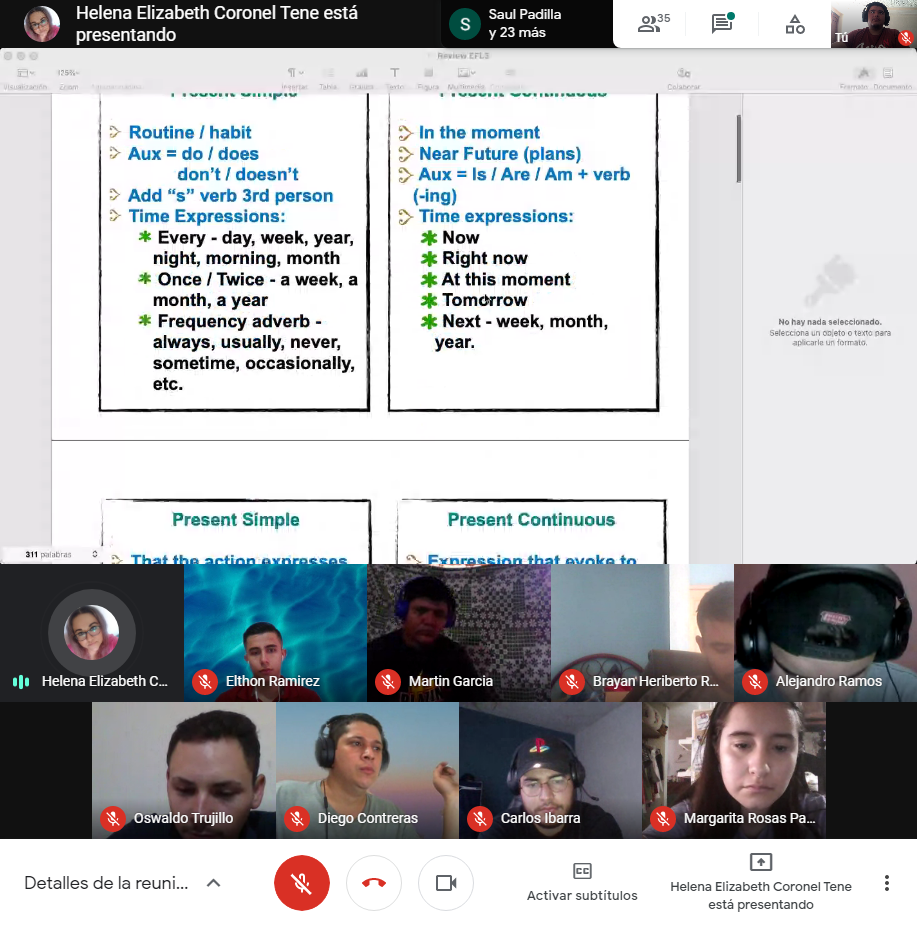 Helena Elizabeth Coronel Tene está
presentando
S
Saul Padilla
y 23 más
35
Tú
Review EFL3
125%
Visualización
Zoom
Insertar
Tabla
Gráfica
Texto
Figura
Multimedia
Colaborar
Formato
Documento
Present Simple
Routine / habit
Aux = do / does
don't / doesn't
Add “s” verb 3rd person
Time Expressions:
Every - day, week, year,
night, morning, month
Once / Twice - a week, a
month, a year
Frequency adverb -
always, usually, never,
sometime, occasionally,
etc.
Present Continuous
In the moment
Near Future (plans)
Aux = Is / Are / Am + verb
(-ing)
Time expressions:
Now
Right now
At this moment
Tomorrow
Next - week, month,
year.
No hay nada seleccionado.
Selecciona un objeto o texto para
aplicarle un formato.
Present Simple
That the action expresses
Present Continuous
Expression that evoke to
311 palabras
Helena Elizabeth C...
Elthon Ramirez
Martin Garcia
Brayan Heriberto R...
Alejandro Ramos
Oswaldo Trujillo
Diego Contreras
Carlos Ibarra
Margarita Rosas Pa...
Detalles de la reuni...
CC
Activar subtítulos
Helena Elizabeth Coronel Tene
está presentando